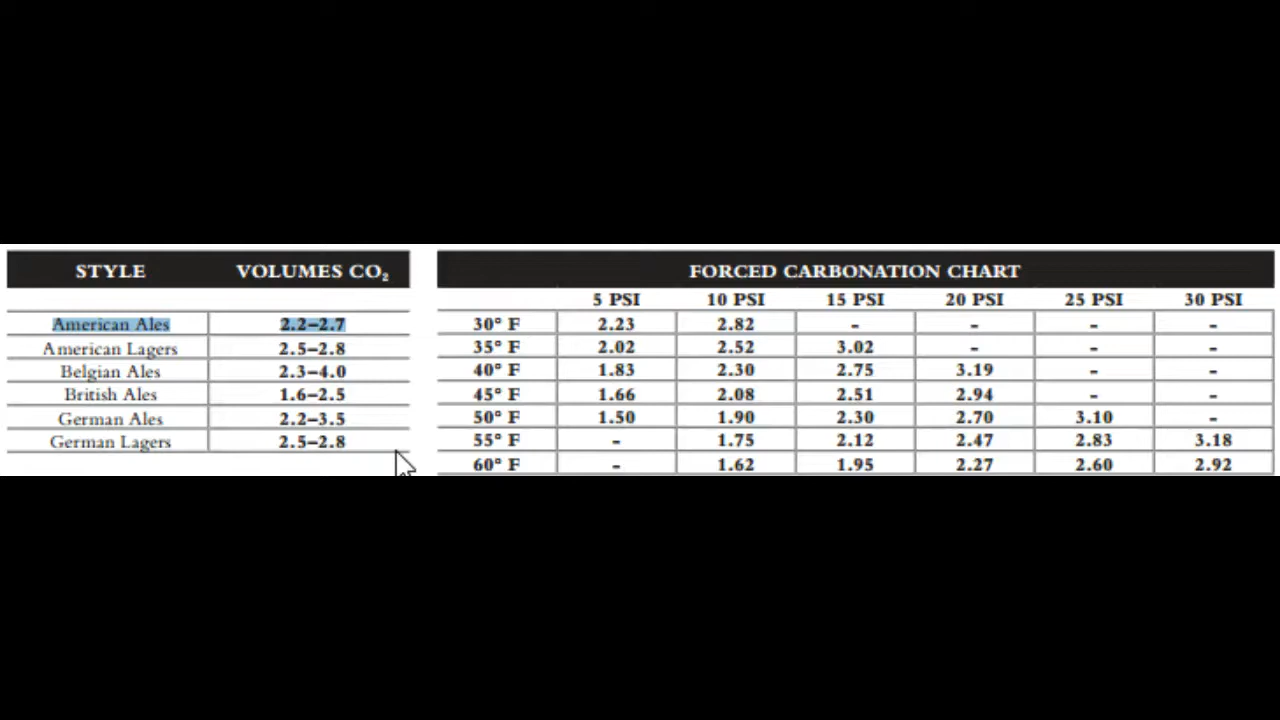 STYLE VOLUMES CO₂
American Ales 2.2–2.7
American Lagers 2.5–2.8
Belgian Ales 2.3–4.0
British Ales 1.6–2.5
German Ales 2.2–3.5
German Lagers 2.5–2.8
FORCED CARBONATION CHART
5 PSI 10 PSI 15 PSI 20 PSI 25 PSI 30 PSI
30° F 2.23 2.82 - - - -
35° F 2.02 2.52 3.02 - - -
40° F 1.83 2.30 2.75 3.19 - -
45° F 1.66 2.08 2.51 2.94 - -
50° F 1.50 1.90 2.30 2.70 3.10 -
55° F - 1.75 2.12 2.47 2.83 3.18
60° F - 1.62 1.95 2.27 2.60 2.92